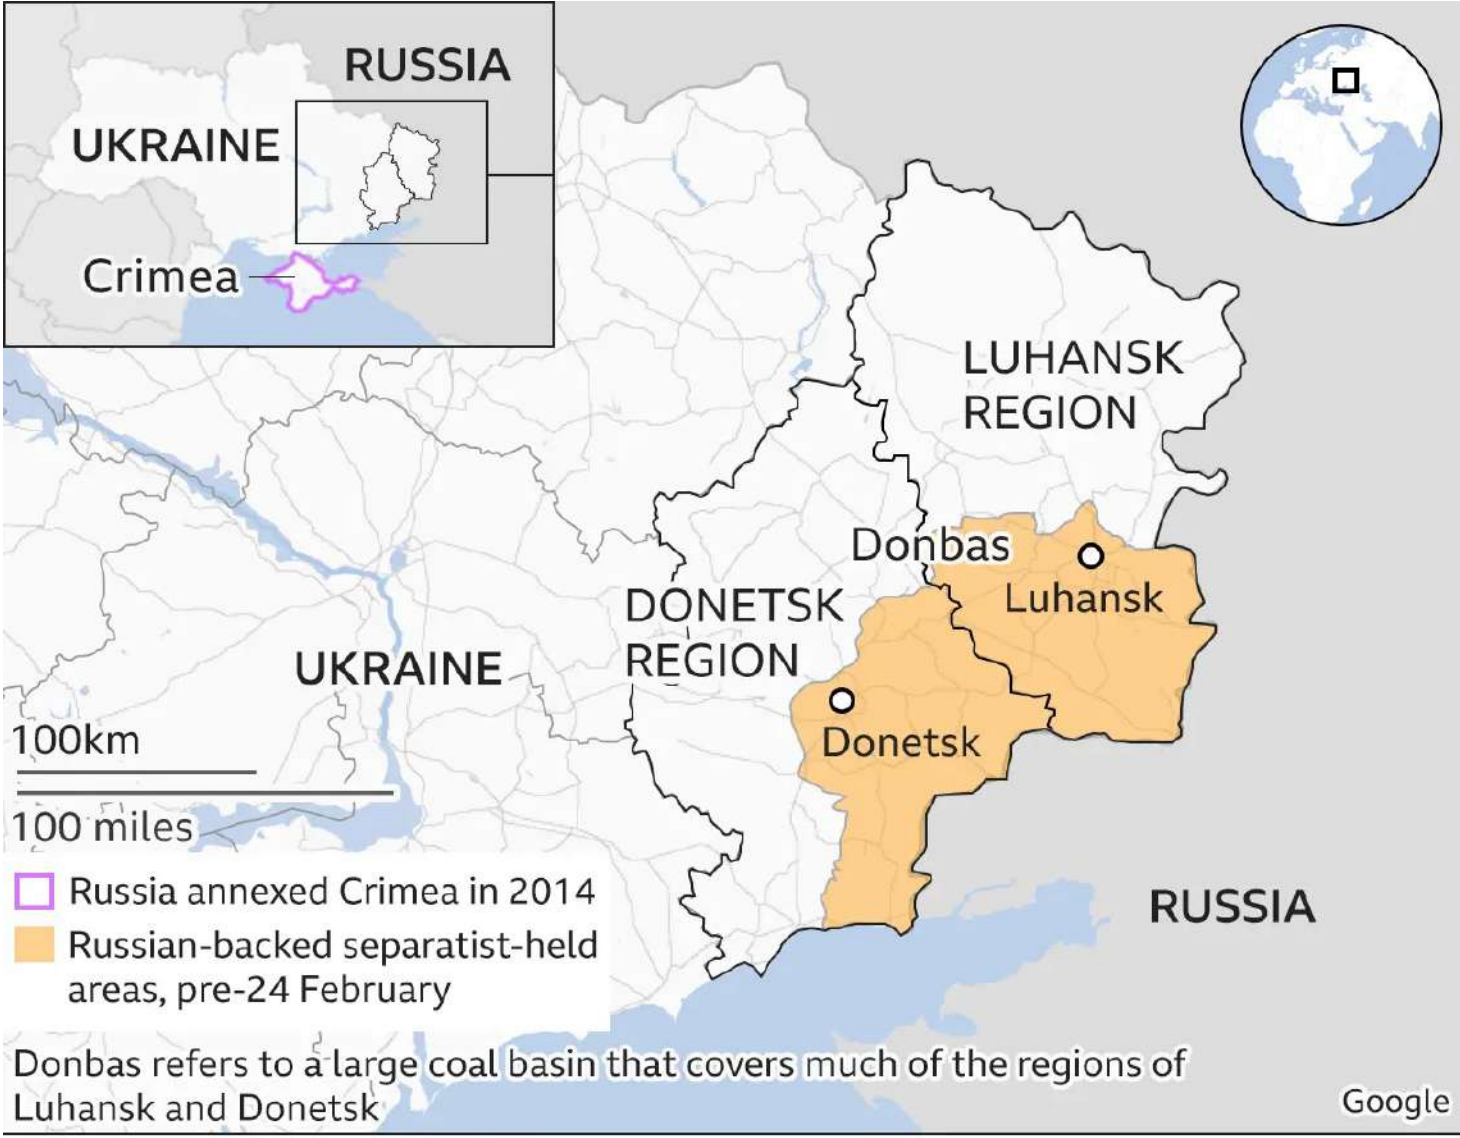 RUSSIA
UKRAINE
Crimea
LUHANSK
REGION
Donbas
Luhansk
DONETSK
REGION
UKRAINE
Donetsk
100km
100 miles
RUSSIA
Russia annexed Crimea in 2014
Russian-backed separatist-held
areas, pre-24 February
Donbas refers to a large coal basin that covers much of the regions of
Luhansk and Donetsk
Google